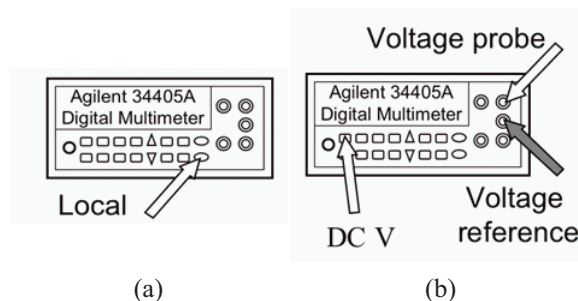 Agilent 34405A
Digital Multimeter
Local
(a)
Voltage probe
Agilent 34405A
Digital Multimeter
DC V
Voltage
reference
(b)